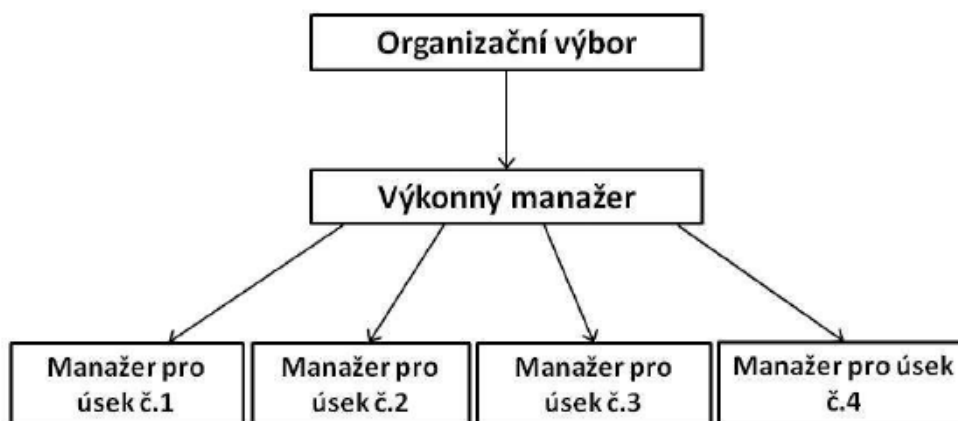 Organizační výbor
Výkonný manažer
Manažer pro
úsek č.1
Manažer pro
úsek č.2
Manažer pro
úsek č.3
Manažer pro úsek
č.4